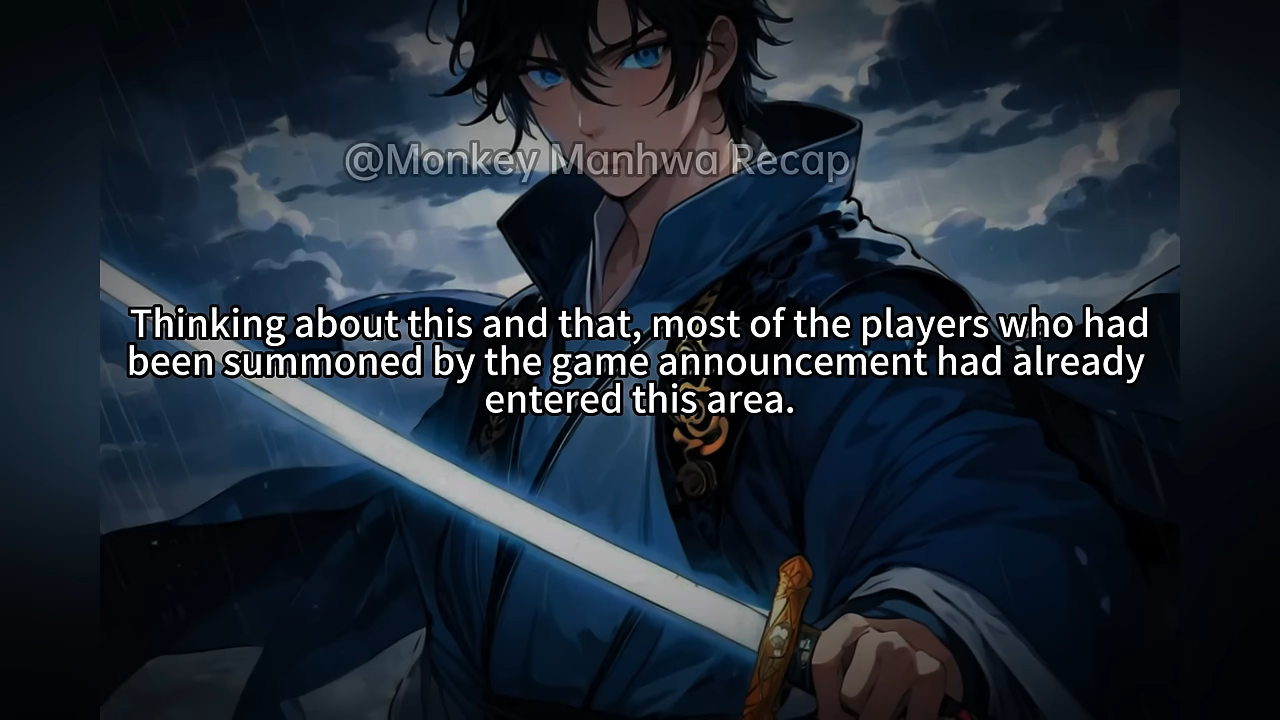 @Monkey Manhwa Recap
Thinking about this and that, most of the players who had
been summoned by the game announcement had already
entered this area.